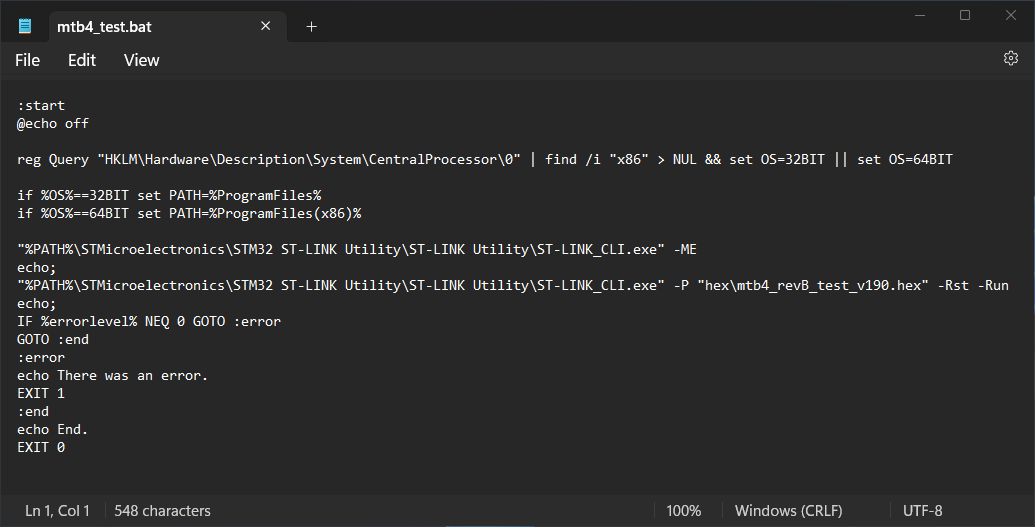 mtb4_test.bat
File Edit View
:start
@echo off
reg Query "HKLM\Hardware\Description\System\CentralProcessor\0" | find /i "x86" > NUL && set OS=32BIT || set OS=64BIT
if %OS%==32BIT set PATH=%ProgramFiles%
if %OS%==64BIT set PATH=%ProgramFiles(x86)%
"%PATH%\STMicroelectronics\STM32 ST-LINK Utility\ST-LINK Utility\ST-LINK_CLI.exe" -ME
echo;
"%PATH%\STMicroelectronics\STM32 ST-LINK Utility\ST-LINK Utility\ST-LINK_CLI.exe" -P "hex\mtb4_revB_test_v190.hex" -Rst -Run
echo;
IF %errorlevel% NEQ 0 GOTO :error
GOTO :end
:error
echo There was an error.
EXIT 1
:end
echo End.
EXIT 0
Ln 1, Col 1 548 characters 100% Windows (CRLF) UTF-8